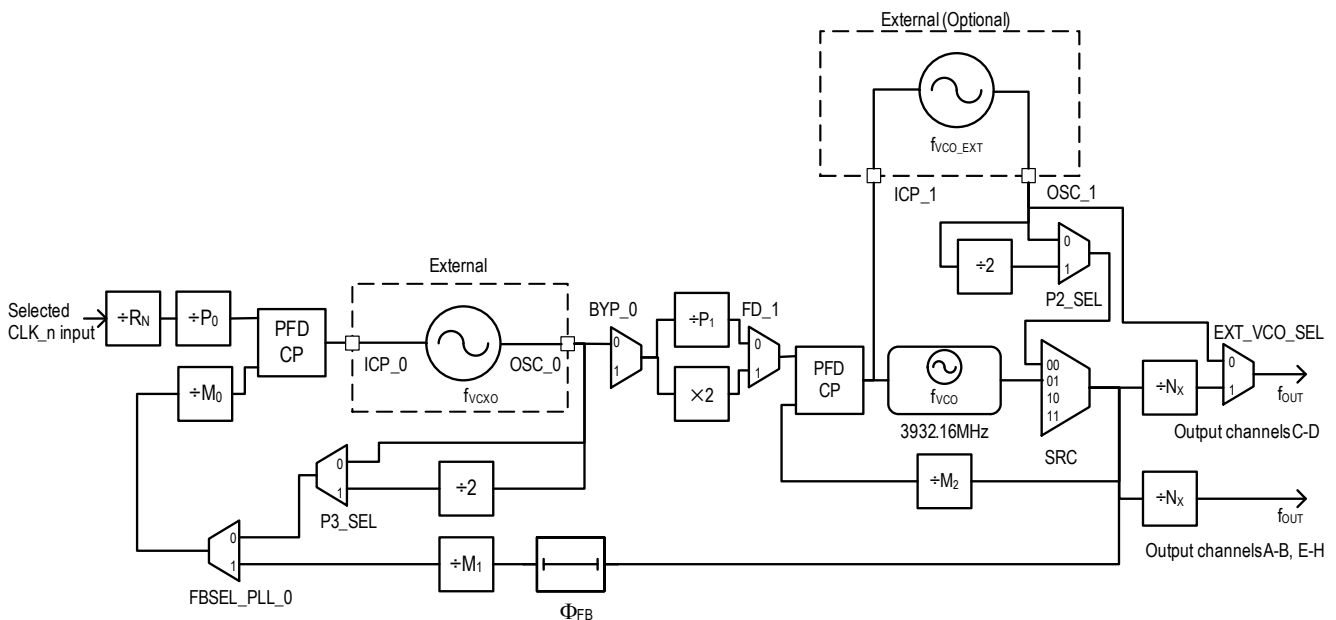 External (Optional)
fVCO_EXT
ICP_1
OSC_1
÷2
0
1
P2_SEL
External
Selected
CLK_n input
÷RN
÷P0
PFD
CP
ICP_0
OSC_0
fVCXO
BYP_0
0
1
÷P1
×2
FD_1
0
1
PFD
CP
fVCO
3932.16MHz
00
01
10
11
SRC
EXT_VCO_SEL
0
1
÷NX
fOUT
Output channels C-D
÷M0
÷M2
0
1
P3_SEL
÷2
÷NX
fOUT
Output channels A-B, E-H
0
1
FBSEL_PLL_0
÷M1
ΦFB